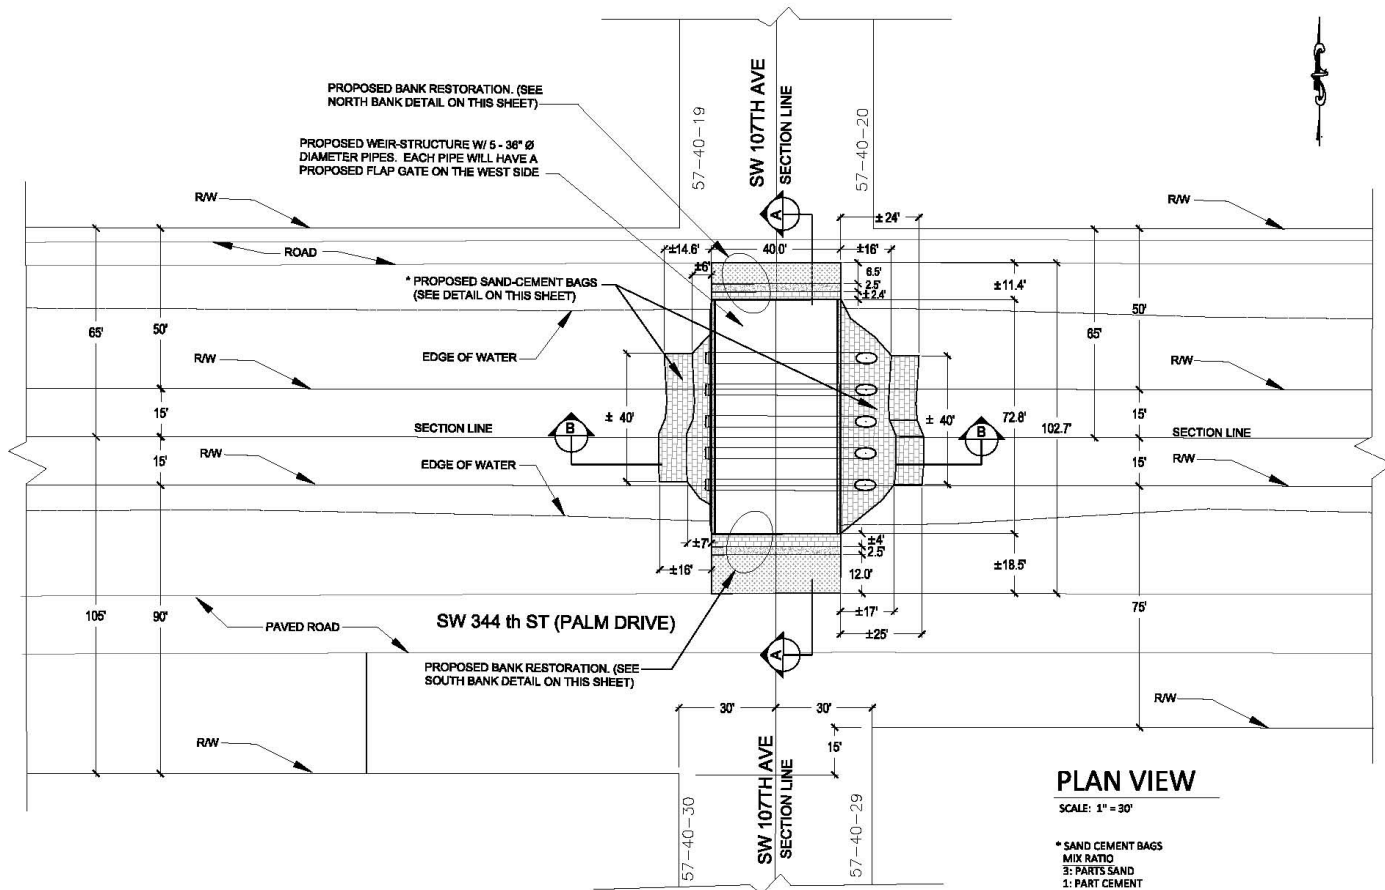 PROPOSED BANK RESTORATION. (SEE
NORTH BANK DETAIL ON THIS SHEET)
PROPOSED WEIR-STRUCTURE W/ 5 - 36" Ø
DIAMETER PIPES. EACH PIPE WILL HAVE A
PROPOSED FLAP GATE ON THE WEST SIDE
57-40-19
SW 107TH AVE
SECTION LINE
57-40-20
R/W
R/W
A
±24'
ROAD
±14.6'
40.0'
±16'
±6'
* PROPOSED SAND-CEMENT BAGS
(SEE DETAIL ON THIS SHEET)
6.5'
2.5'
±2.4'
±11.4'
65'
50'
50'
65'
EDGE OF WATER
R/W
R/W
15'
± 40'
± 40'
72.8'
102.7'
15'
SECTION LINE
B
B
SECTION LINE
15'
R/W
EDGE OF WATER
R/W
15'
±7'
±4'
2.5'
±16'
12.0'
±18.5'
105'
90'
±17'
75'
PAVED ROAD
SW 344 th ST (PALM DRIVE)
±25'
A
PROPOSED BANK RESTORATION. (SEE
SOUTH BANK DETAIL ON THIS SHEET)
R/W
30'
30'
R/W
15'
57-40-30
SW 107TH AVE
SECTION LINE
57-40-29
PLAN VIEW
SCALE: 1" = 30'
* SAND CEMENT BAGS
MIX RATIO
3: PARTS SAND
1: PART CEMENT